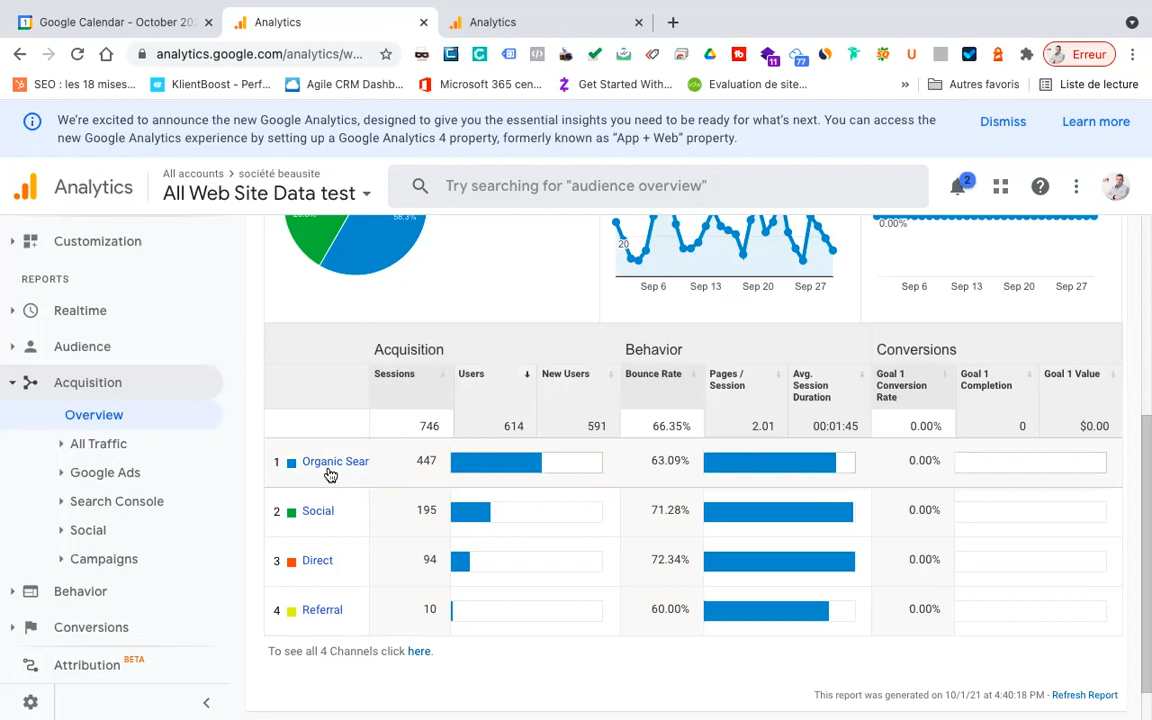 Google Calendar - October 202
Analytics
Analytics
analytics.google.com/analytics/w...
11
77
Erreur
SEO : les 18 mises...
KlientBoost - Perf...
Agile CRM Dashb...
Microsoft 365 cen...
Get Started With...
Evaluation de site...
»
Autres favoris
Liste de lecture
We're excited to announce the new Google Analytics, designed to give you the essential insights you need to be ready for what's next. You can access the
new Google Analytics experience by setting up a Google Analytics 4 property, formerly known as "App + Web" property.
Dismiss
Learn more
Analytics
All accounts > société beausite
All Web Site Data test
Try searching for "audience overview"
2
Customization
REPORTS
Realtime
Audience
Acquisition
Overview
All Traffic
Google Ads
Search Console
Social
Campaigns
Behavior
Conversions
Attribution BETA
58.3%
20
Sep 6 Sep 13 Sep 20 Sep 27
0.00%
Sep 6 Sep 13 Sep 20 Sep 27
Acquisition Behavior Conversions
Sessions Users New Users Bounce Rate Pages / Session Avg. Session Duration Goal 1 Conversion Rate Goal 1 Completion Goal 1 Value
746 614 591 66.35% 2.01 00:01:45 0.00% 0 $0.00
1 Organic Sear 447 63.09% 0.00%
2 Social 195 71.28% 0.00%
3 Direct 94 72.34% 0.00%
4 Referral 10 60.00% 0.00%
To see all 4 Channels click here.
This report was generated on 10/1/21 at 4:40:18 PM - Refresh Report